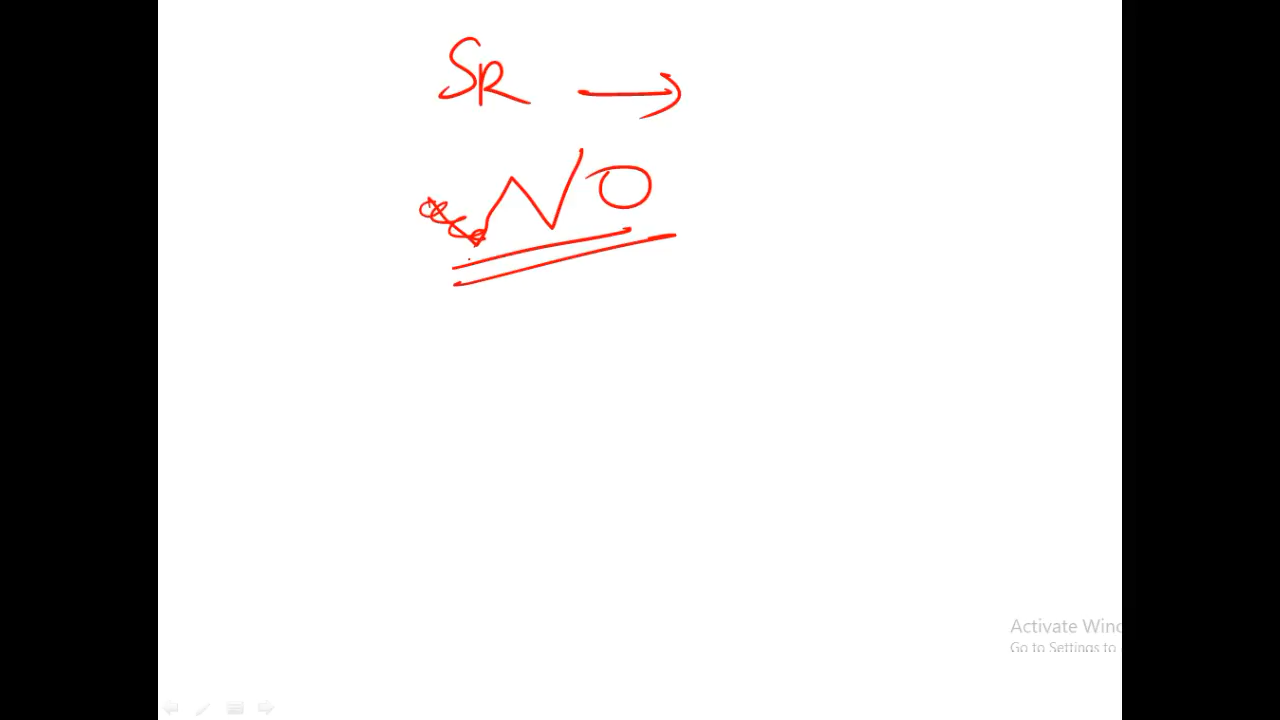 SR →
NO
Activate Wind
Go to Settings to